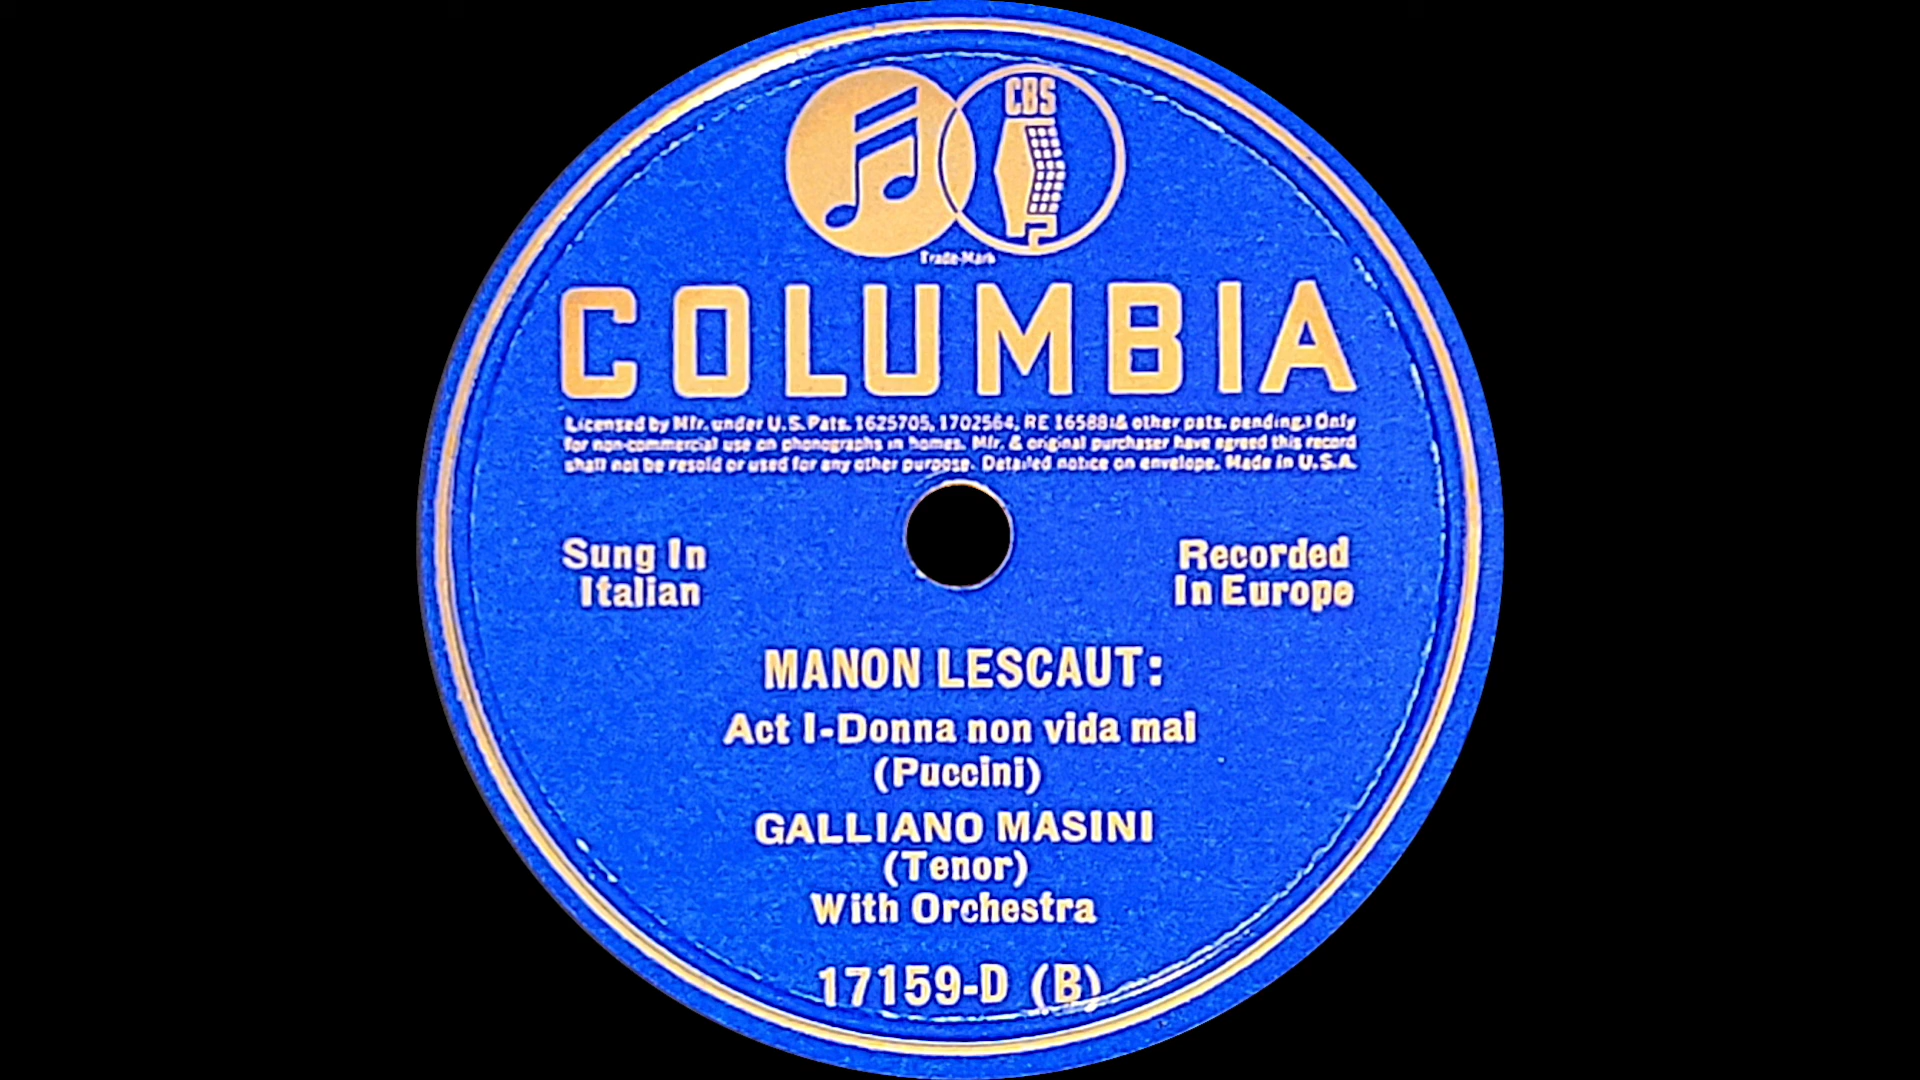 CBS
Trade-Mark
COLUMBIA
Licensed by Mfr. under U.S. Pats. 1625705, 1702564, RE 16588 (& other pats. pending.) Only
for non-commercial use on phonographs in homes. Mfr. & original purchaser have agreed this record
shall not be resold or used for any other purpose. Detailed notice on envelope. Made in U.S.A.
Sung In
Italian
Recorded
In Europe
MANON LESCAUT:
Act I-Donna non vida mai
(Puccini)
GALLIANO MASINI
(Tenor)
With Orchestra
17159-D (B)